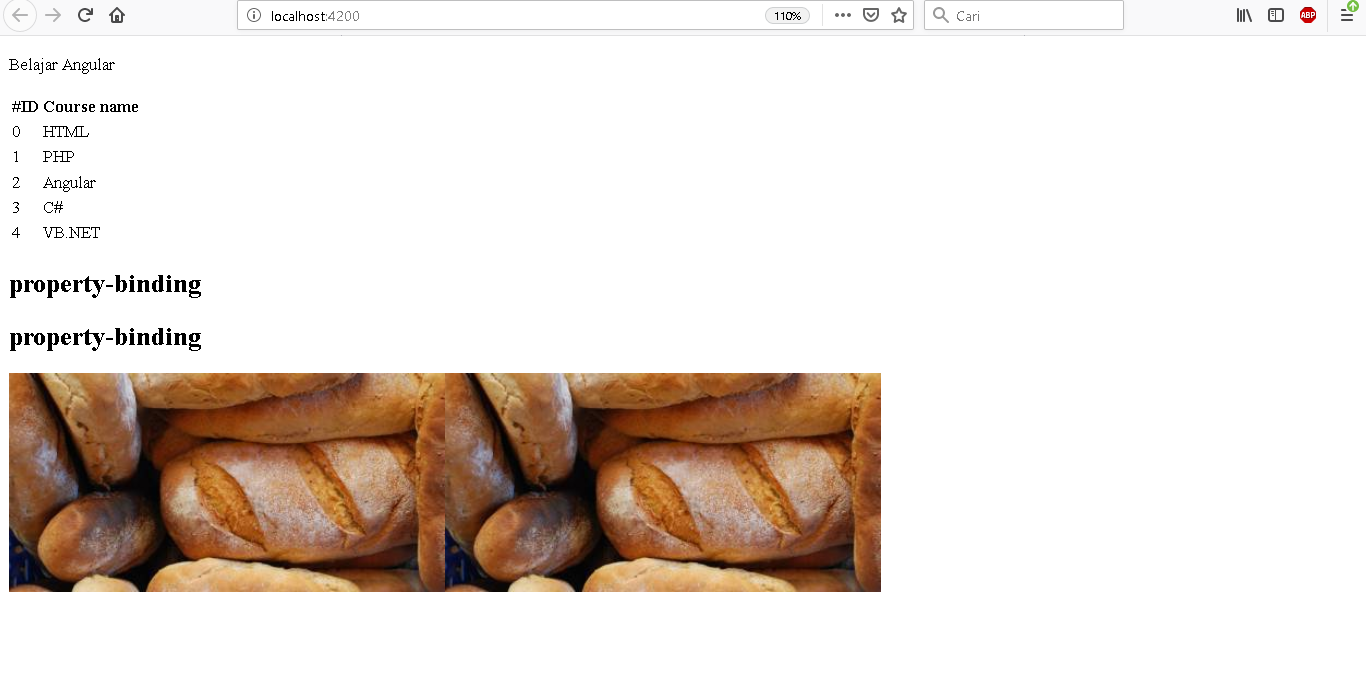 localhost:4200
110%
Cari
ABP
Belajar Angular
#ID Course name
0 HTML
1 PHP
2 Angular
3 C#
4 VB.NET
property-binding
property-binding